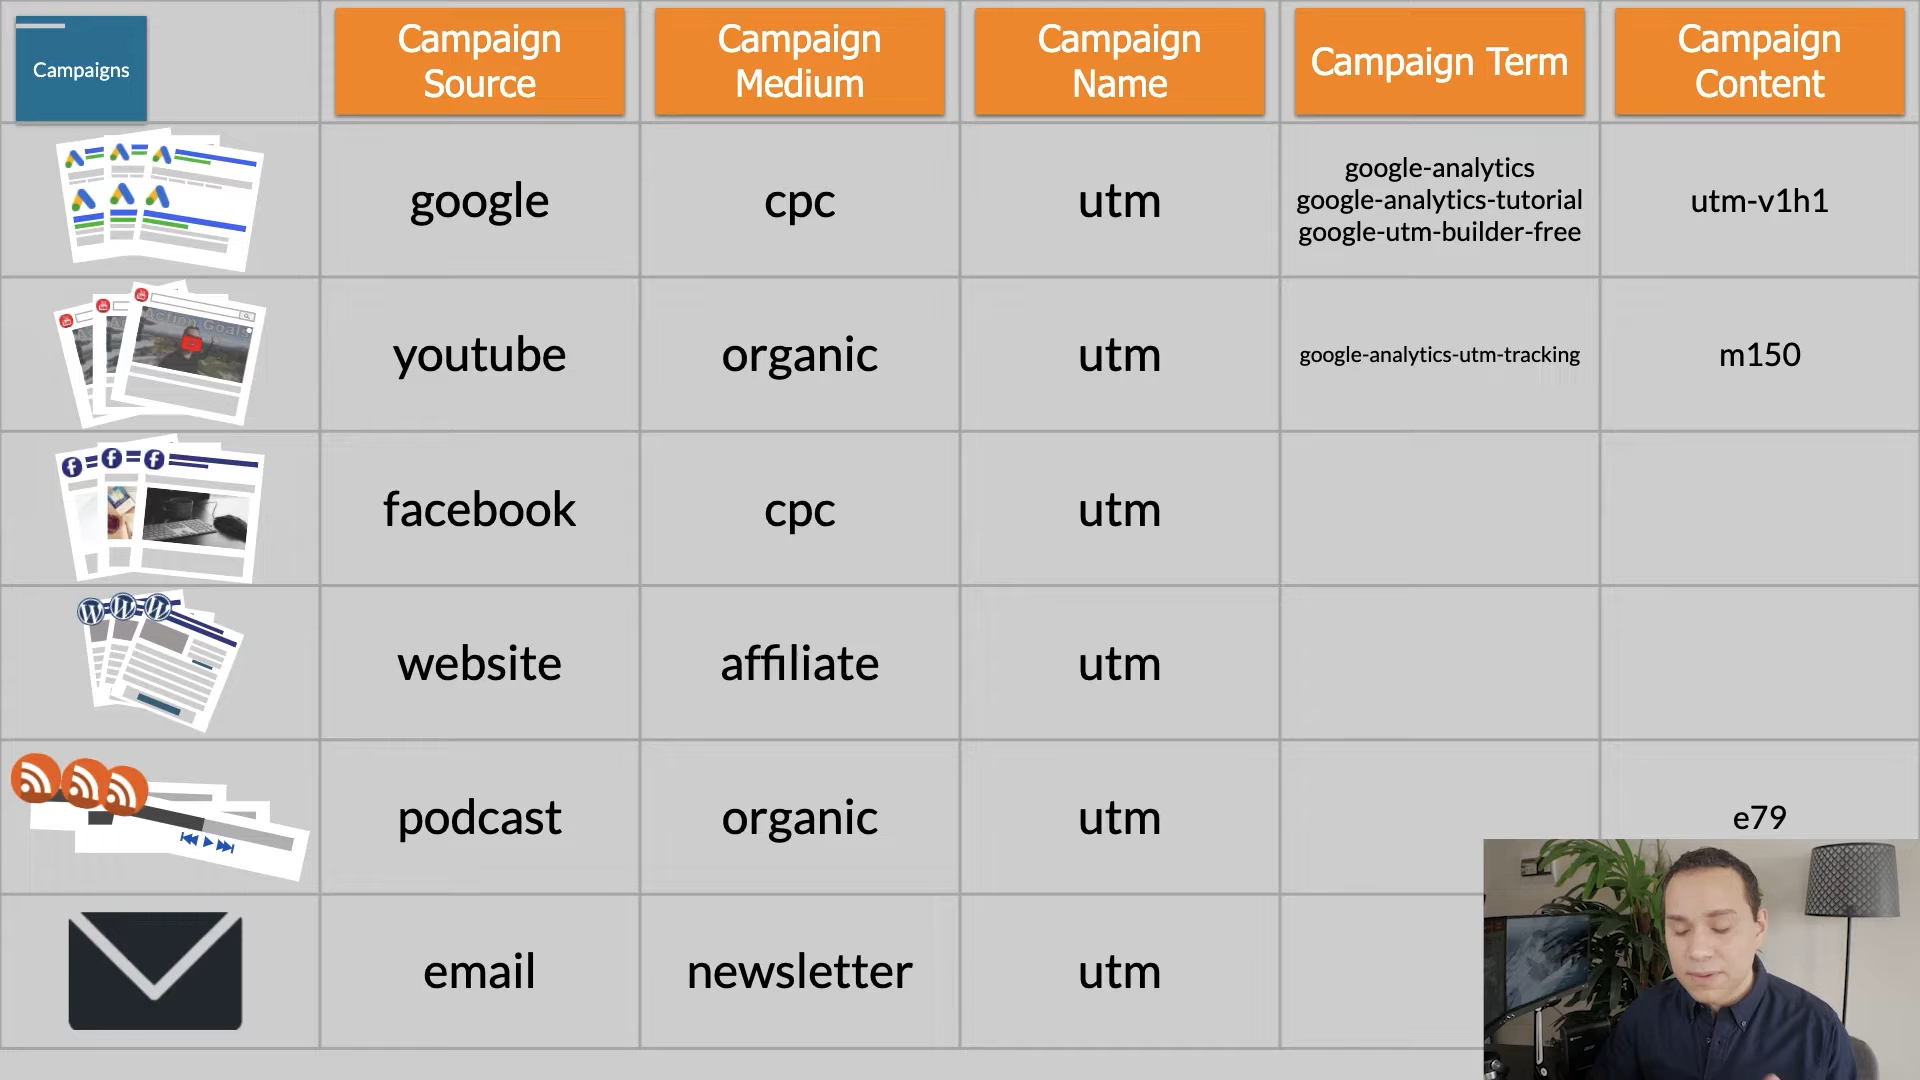 Campaigns
Campaign
Source
Campaign
Medium
Campaign
Name
Campaign Term
Campaign
Content
google
cpc
utm
google-analytics
google-analytics-tutorial
google-utm-builder-free
utm-v1h1
Action Goals
youtube
organic
utm
google-analytics-utm-tracking
m150
facebook
cpc
utm
website
affiliate
utm
podcast
organic
utm
e79
email
newsletter
utm